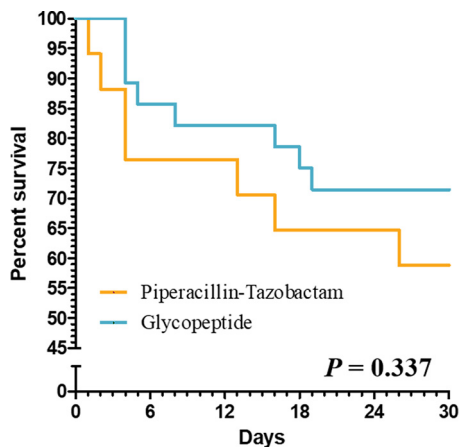 100
95
90
85
80
75
70
65
60
55
50
45
0
Percent survival
Piperacillin-Tazobactam
Glycopeptide
P = 0.337
0 6 12 18 24 30
Days